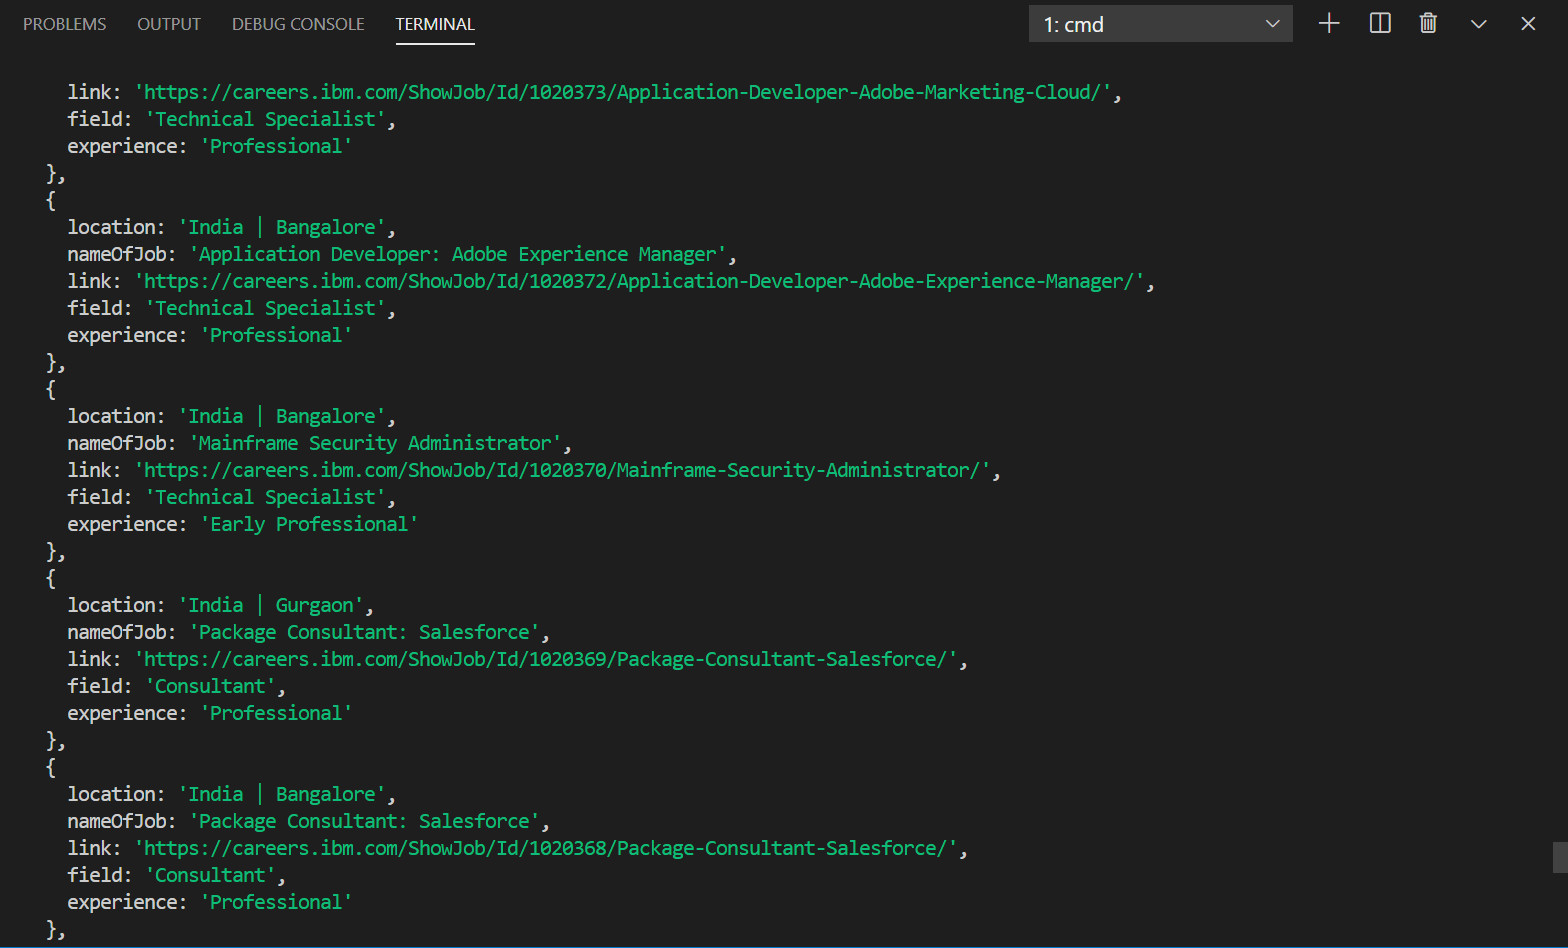 PROBLEMS OUTPUT DEBUG CONSOLE TERMINAL 1: cmd
link: 'https://careers.ibm.com/ShowJob/Id/1020373/Application-Developer-Adobe-Marketing-Cloud/',
field: 'Technical Specialist',
experience: 'Professional'
},
{
location: 'India | Bangalore',
nameOfJob: 'Application Developer: Adobe Experience Manager',
link: 'https://careers.ibm.com/ShowJob/Id/1020372/Application-Developer-Adobe-Experience-Manager/',
field: 'Technical Specialist',
experience: 'Professional'
},
{
location: 'India | Bangalore',
nameOfJob: 'Mainframe Security Administrator',
link: 'https://careers.ibm.com/ShowJob/Id/1020370/Mainframe-Security-Administrator/',
field: 'Technical Specialist',
experience: 'Early Professional'
},
{
location: 'India | Gurgaon',
nameOfJob: 'Package Consultant: Salesforce',
link: 'https://careers.ibm.com/ShowJob/Id/1020369/Package-Consultant-Salesforce/',
field: 'Consultant',
experience: 'Professional'
},
{
location: 'India | Bangalore',
nameOfJob: 'Package Consultant: Salesforce',
link: 'https://careers.ibm.com/ShowJob/Id/1020368/Package-Consultant-Salesforce/',
field: 'Consultant',
experience: 'Professional'
},